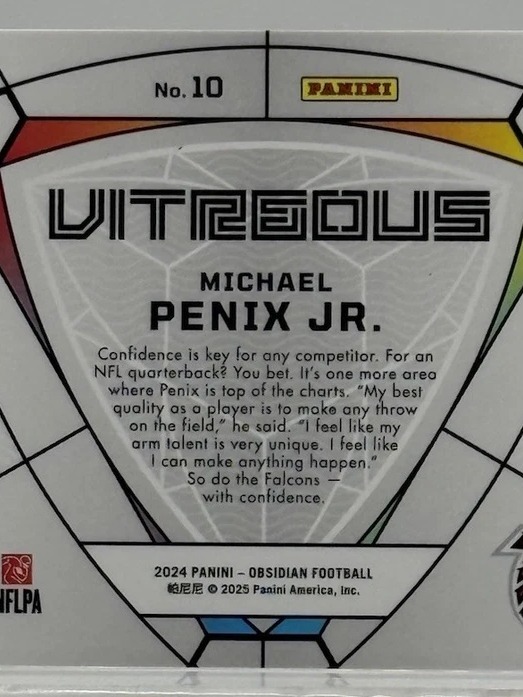 No. 10
PANINI
VITREOUS
MICHAEL
PENIX JR.
Confidence is key for any competitor. For an
NFL quarterback? You bet. It's one more area
where Penix is top of the charts. "My best
quality as a player is to make any throw
on the field," he said. "I feel like my
arm talent is very unique. I feel like
I can make anything happen."
So do the Falcons —
with confidence.
2024 PANINI – OBSIDIAN FOOTBALL
帕尼尼 © 2025 Panini America, Inc.
NFLPA